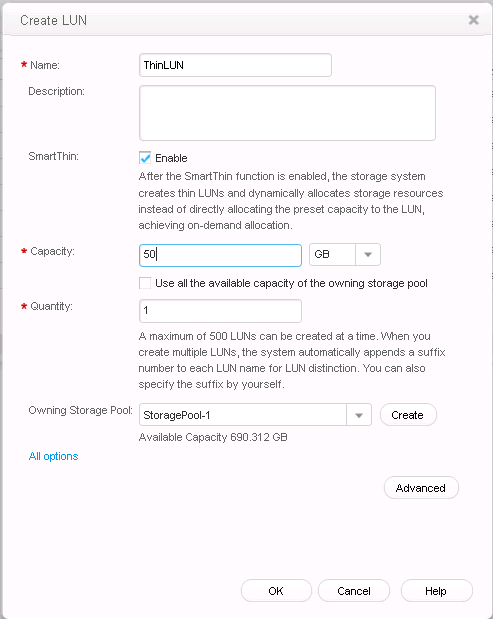 Create LUN
* Name: ThinLUN
Description:
SmartThin: Enable
After the SmartThin function is enabled, the storage system
creates thin LUNs and dynamically allocates storage resources
instead of directly allocating the preset capacity to the LUN,
achieving on-demand allocation.
* Capacity: 50 GB
Use all the available capacity of the owning storage pool
* Quantity: 1
A maximum of 500 LUNs can be created at a time. When you
create multiple LUNs, the system automatically appends a suffix
number to each LUN name for LUN distinction. You can also
specify the suffix by yourself.
Owning Storage Pool: StoragePool-1 Create
Available Capacity 690.312 GB
All options
Advanced
OK Cancel Help